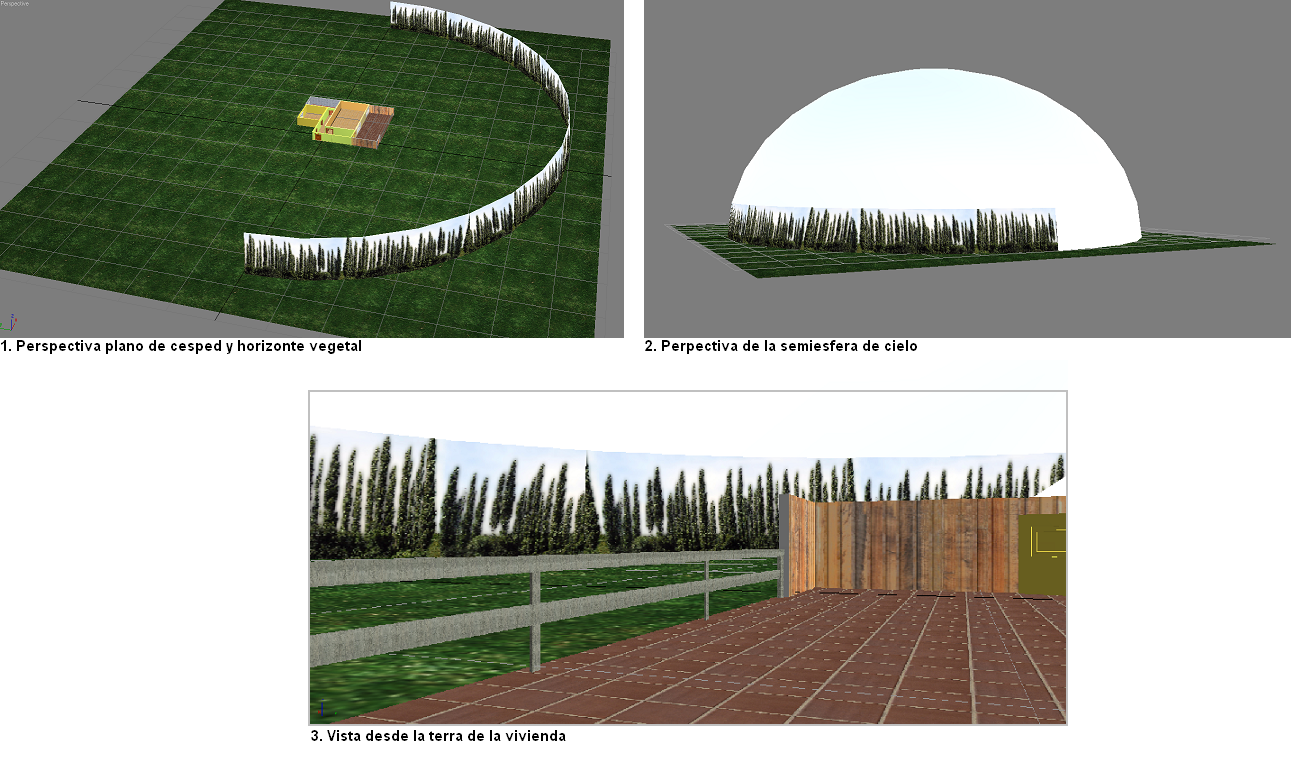 Perspective
1. Perspectiva plano de cesped y horizonte vegetal
2. Perpectiva de la semiesfera de cielo
3. Vista desde la terra de la vivienda